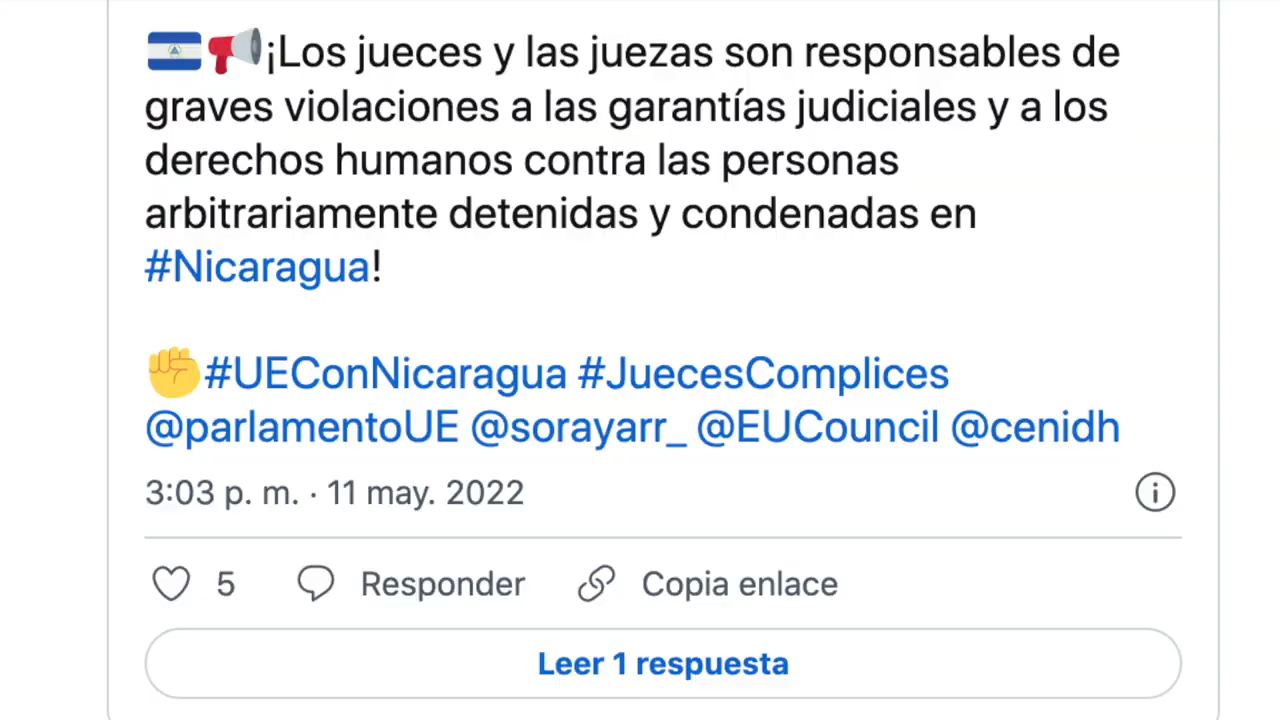 🇳🇮📢¡Los jueces y las juezas son responsables de
graves violaciones a las garantías judiciales y a los
derechos humanos contra las personas
arbitrariamente detenidas y condenadas en
#Nicaragua!
✊#UEConNicaragua #JuecesComplices
@parlamentoUE @sorayarr_ @EUCouncil @cenidh
3:03 p. m. · 11 may. 2022
5 Responder Copia enlace
Leer 1 respuesta